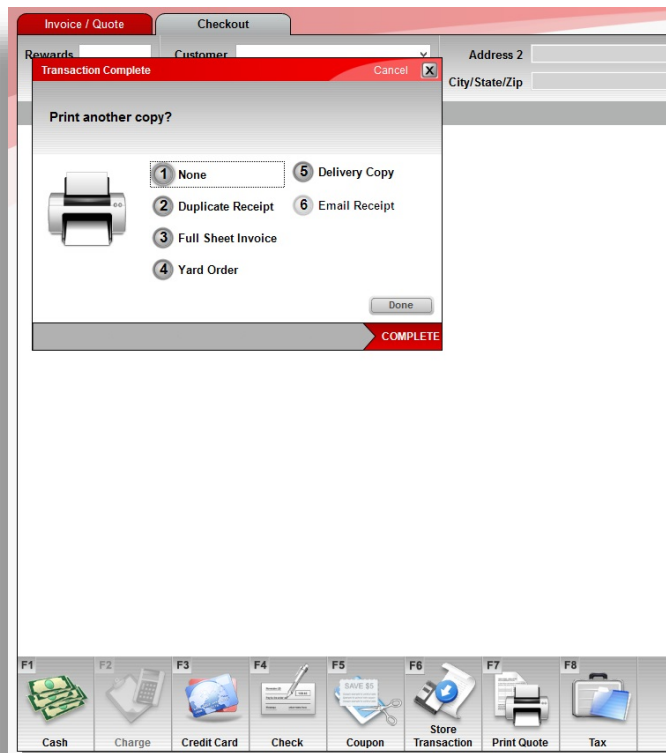 Invoice / Quote
Checkout
Rewards
Customer
Address 2
City/State/Zip
Transaction Complete
Cancel
X
Print another copy?
1 None
2 Duplicate Receipt
3 Full Sheet Invoice
4 Yard Order
5 Delivery Copy
6 Email Receipt
Done
COMPLETE
F1
Cash
F2
Charge
F3
Credit Card
F4
Check
F5
SAVE $5
Coupon
F6
Store
Transaction
F7
Print Quote
F8
Tax